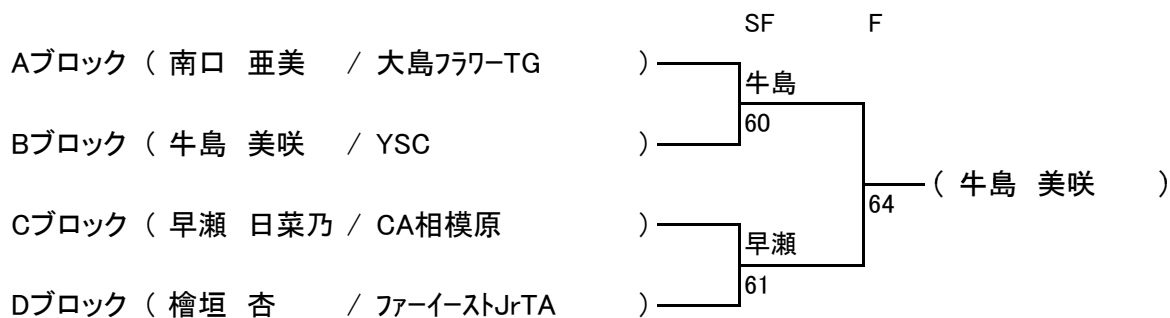 SF F
Aブロック ( 南口 亜美 / 大島ﾌﾗﾜｰTG )
牛島
60
Bブロック ( 牛島 美咲 / YSC )
( 牛島 美咲 )
64
Cブロック ( 早瀬 日菜乃 / CA相模原 )
早瀬
61
Dブロック ( 檜垣 杏 / ﾌｧｰｲｰｽﾄJrTA )